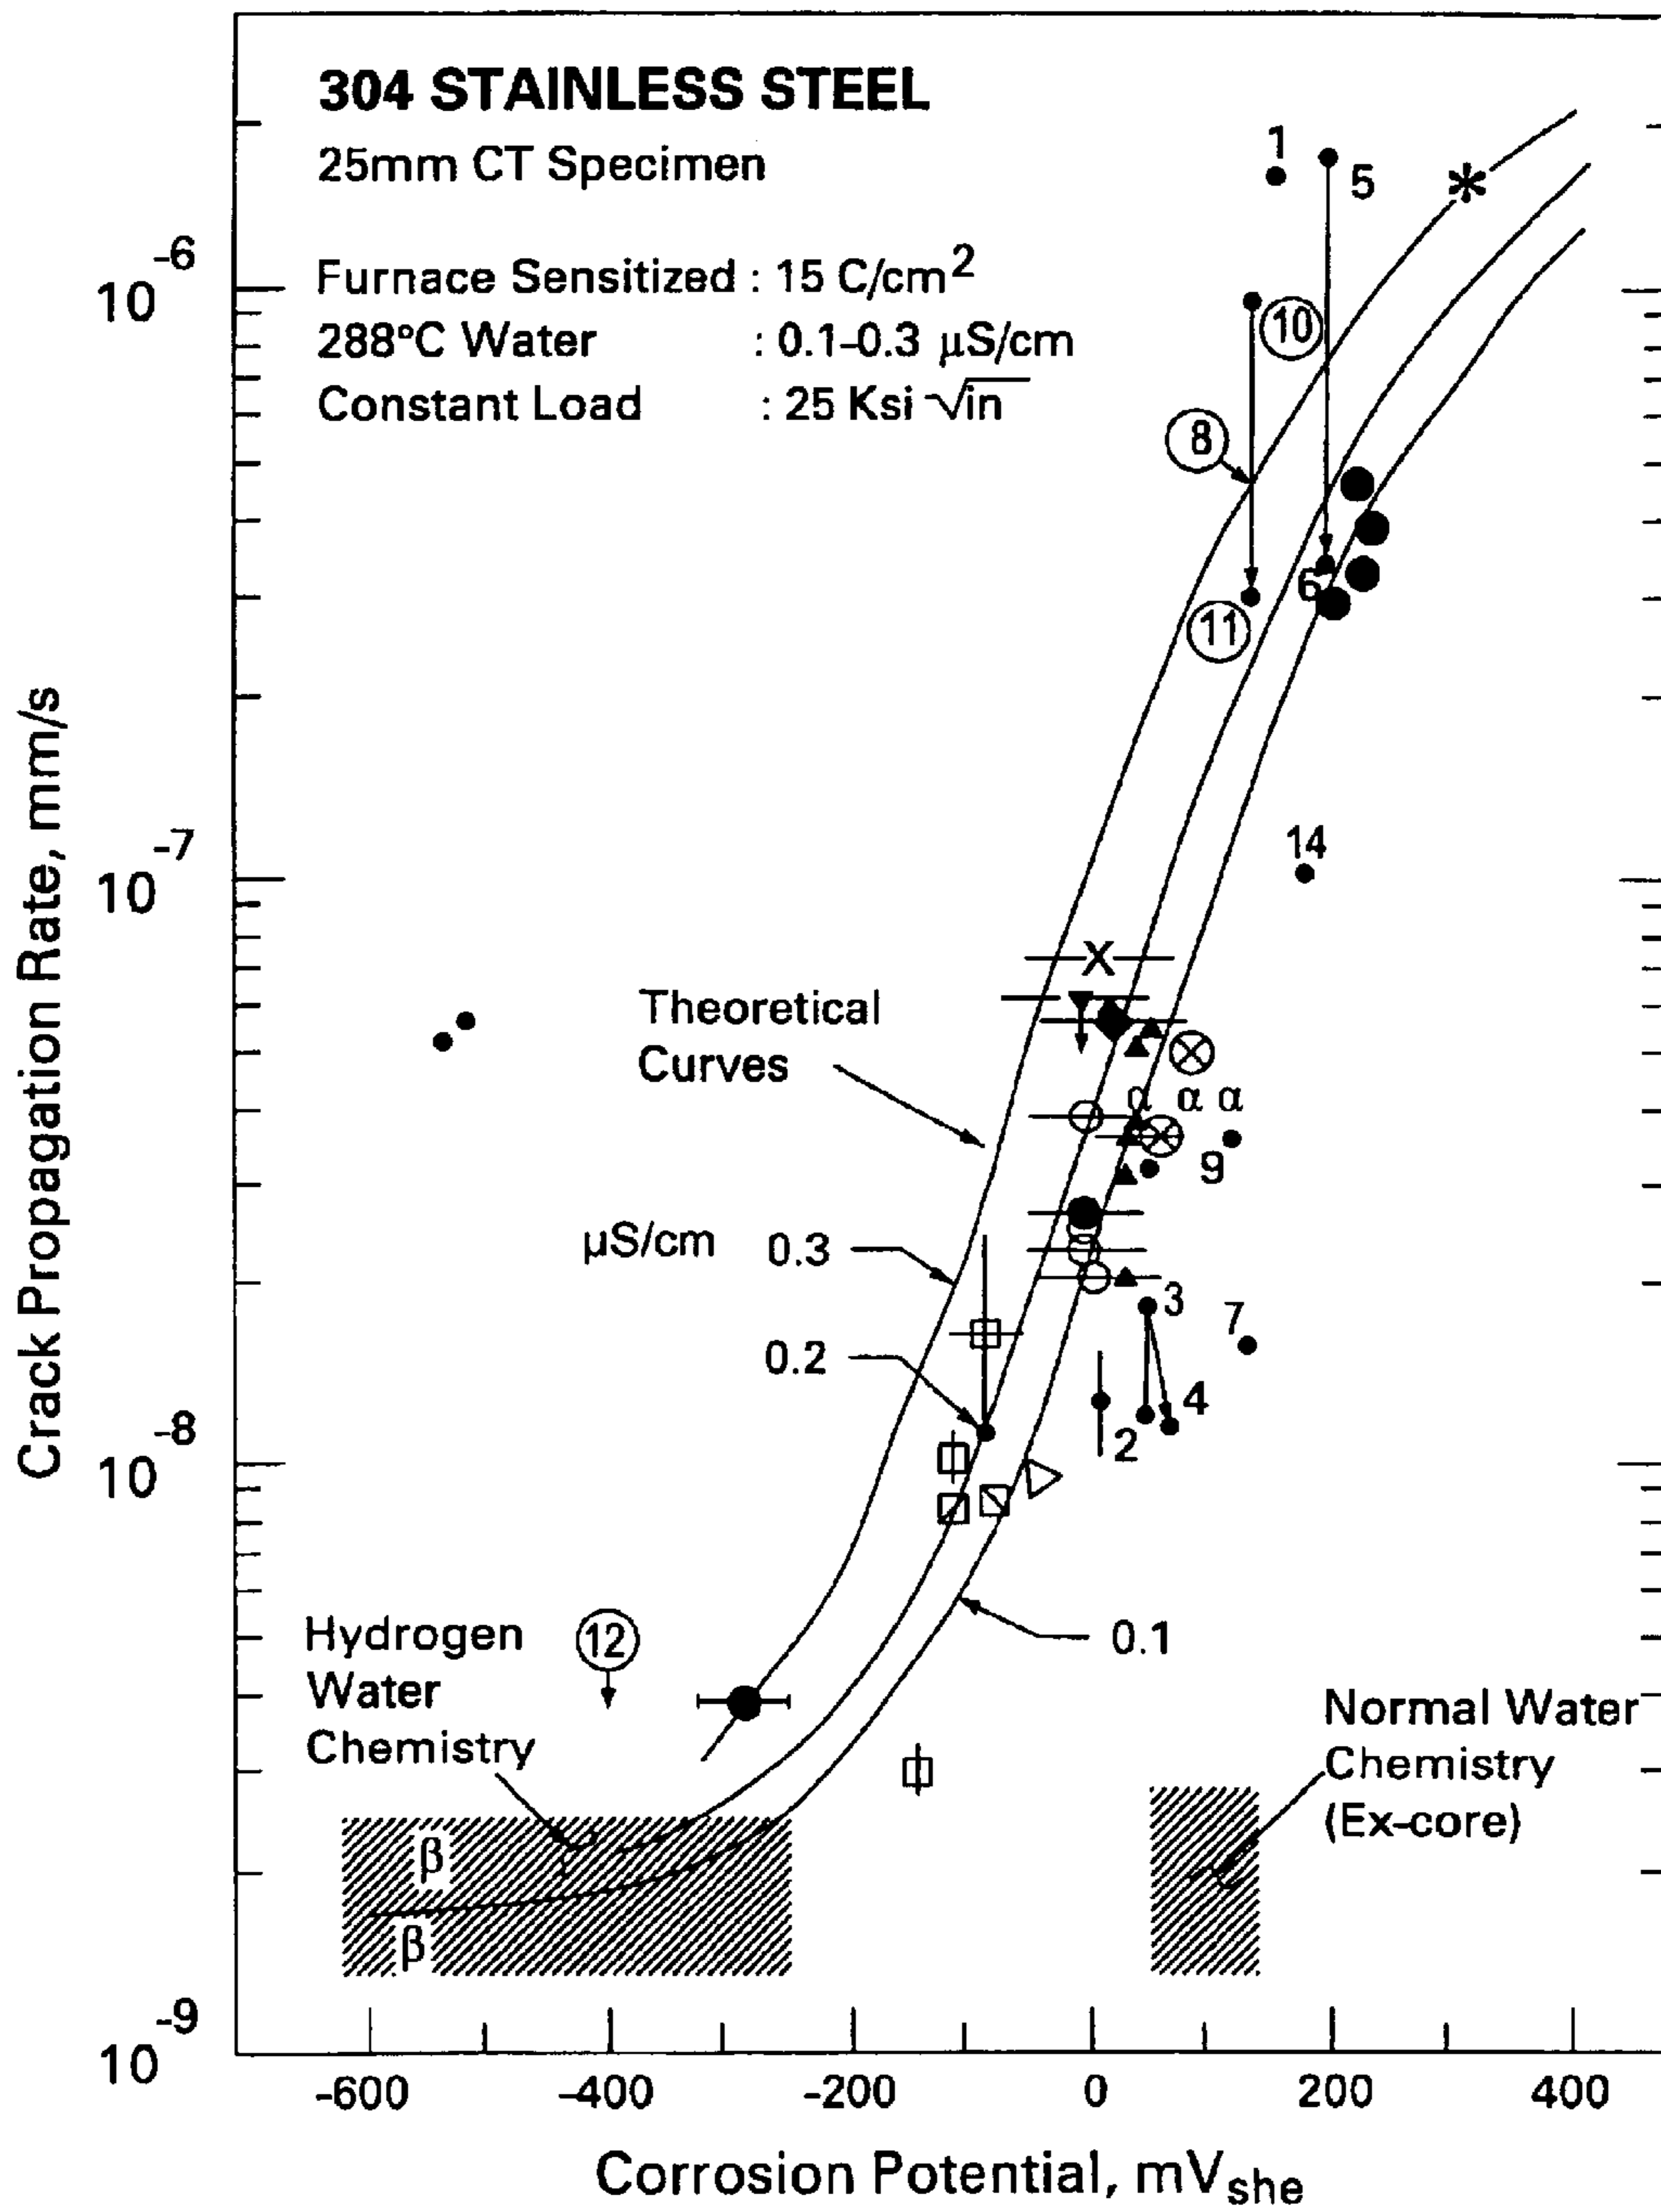 304 STAINLESS STEEL
25mm CT Specimen
Furnace Sensitized : 15 C/cm²
288°C Water : 0.1–0.3 µS/cm
Constant Load : 25 Ksi √in
Crack Propagation Rate, mm/s
10⁻⁶
10⁻⁷
10⁻⁸
10⁻⁹
1
5
*
10
8
6
11
14
X
Theoretical
Curves
α α α
9
µS/cm 0.3
3
0.2
7
4
2
Hydrogen
Water
Chemistry
12
0.1
Normal Water
Chemistry
(Ex-core)
β
β
-600 -400 -200 0 200 400
Corrosion Potential, mVshe